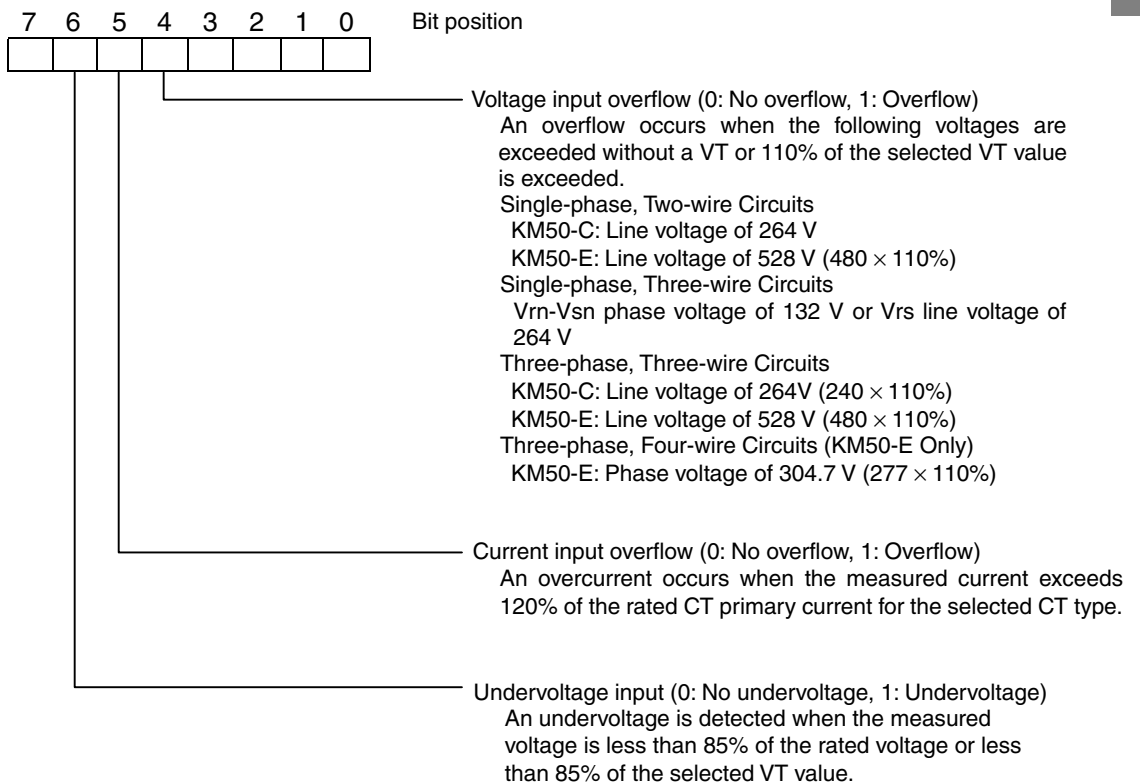 7 6 5 4 3 2 1 0 Bit position
Voltage input overflow (0: No overflow, 1: Overflow)
An overflow occurs when the following voltages are
exceeded without a VT or 110% of the selected VT value
is exceeded.
Single-phase, Two-wire Circuits
KM50-C: Line voltage of 264 V
KM50-E: Line voltage of 528 V (480 × 110%)
Single-phase, Three-wire Circuits
Vrn-Vsn phase voltage of 132 V or Vrs line voltage of
264 V
Three-phase, Three-wire Circuits
KM50-C: Line voltage of 264V (240 × 110%)
KM50-E: Line voltage of 528 V (480 × 110%)
Three-phase, Four-wire Circuits (KM50-E Only)
KM50-E: Phase voltage of 304.7 V (277 × 110%)
Current input overflow (0: No overflow, 1: Overflow)
An overcurrent occurs when the measured current exceeds
120% of the rated CT primary current for the selected CT type.
Undervoltage input (0: No undervoltage, 1: Undervoltage)
An undervoltage is detected when the measured
voltage is less than 85% of the rated voltage or less
than 85% of the selected VT value.